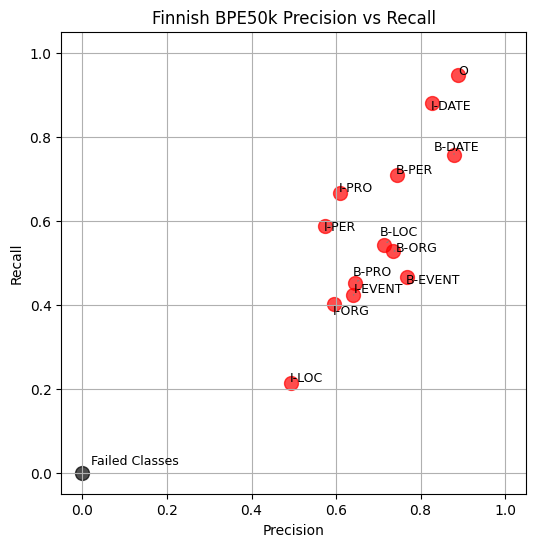 Finnish BPE50k Precision vs Recall
1.0
0.8
0.6
0.4
0.2
0.0
Recall
O
I-DATE
B-DATE
B-PER
I-PRO
I-PER
B-LOC
B-ORG
B-PRO
B-EVENT
I-EVENT
I-ORG
I-LOC
Failed Classes
0.0 0.2 0.4 0.6 0.8 1.0
Precision